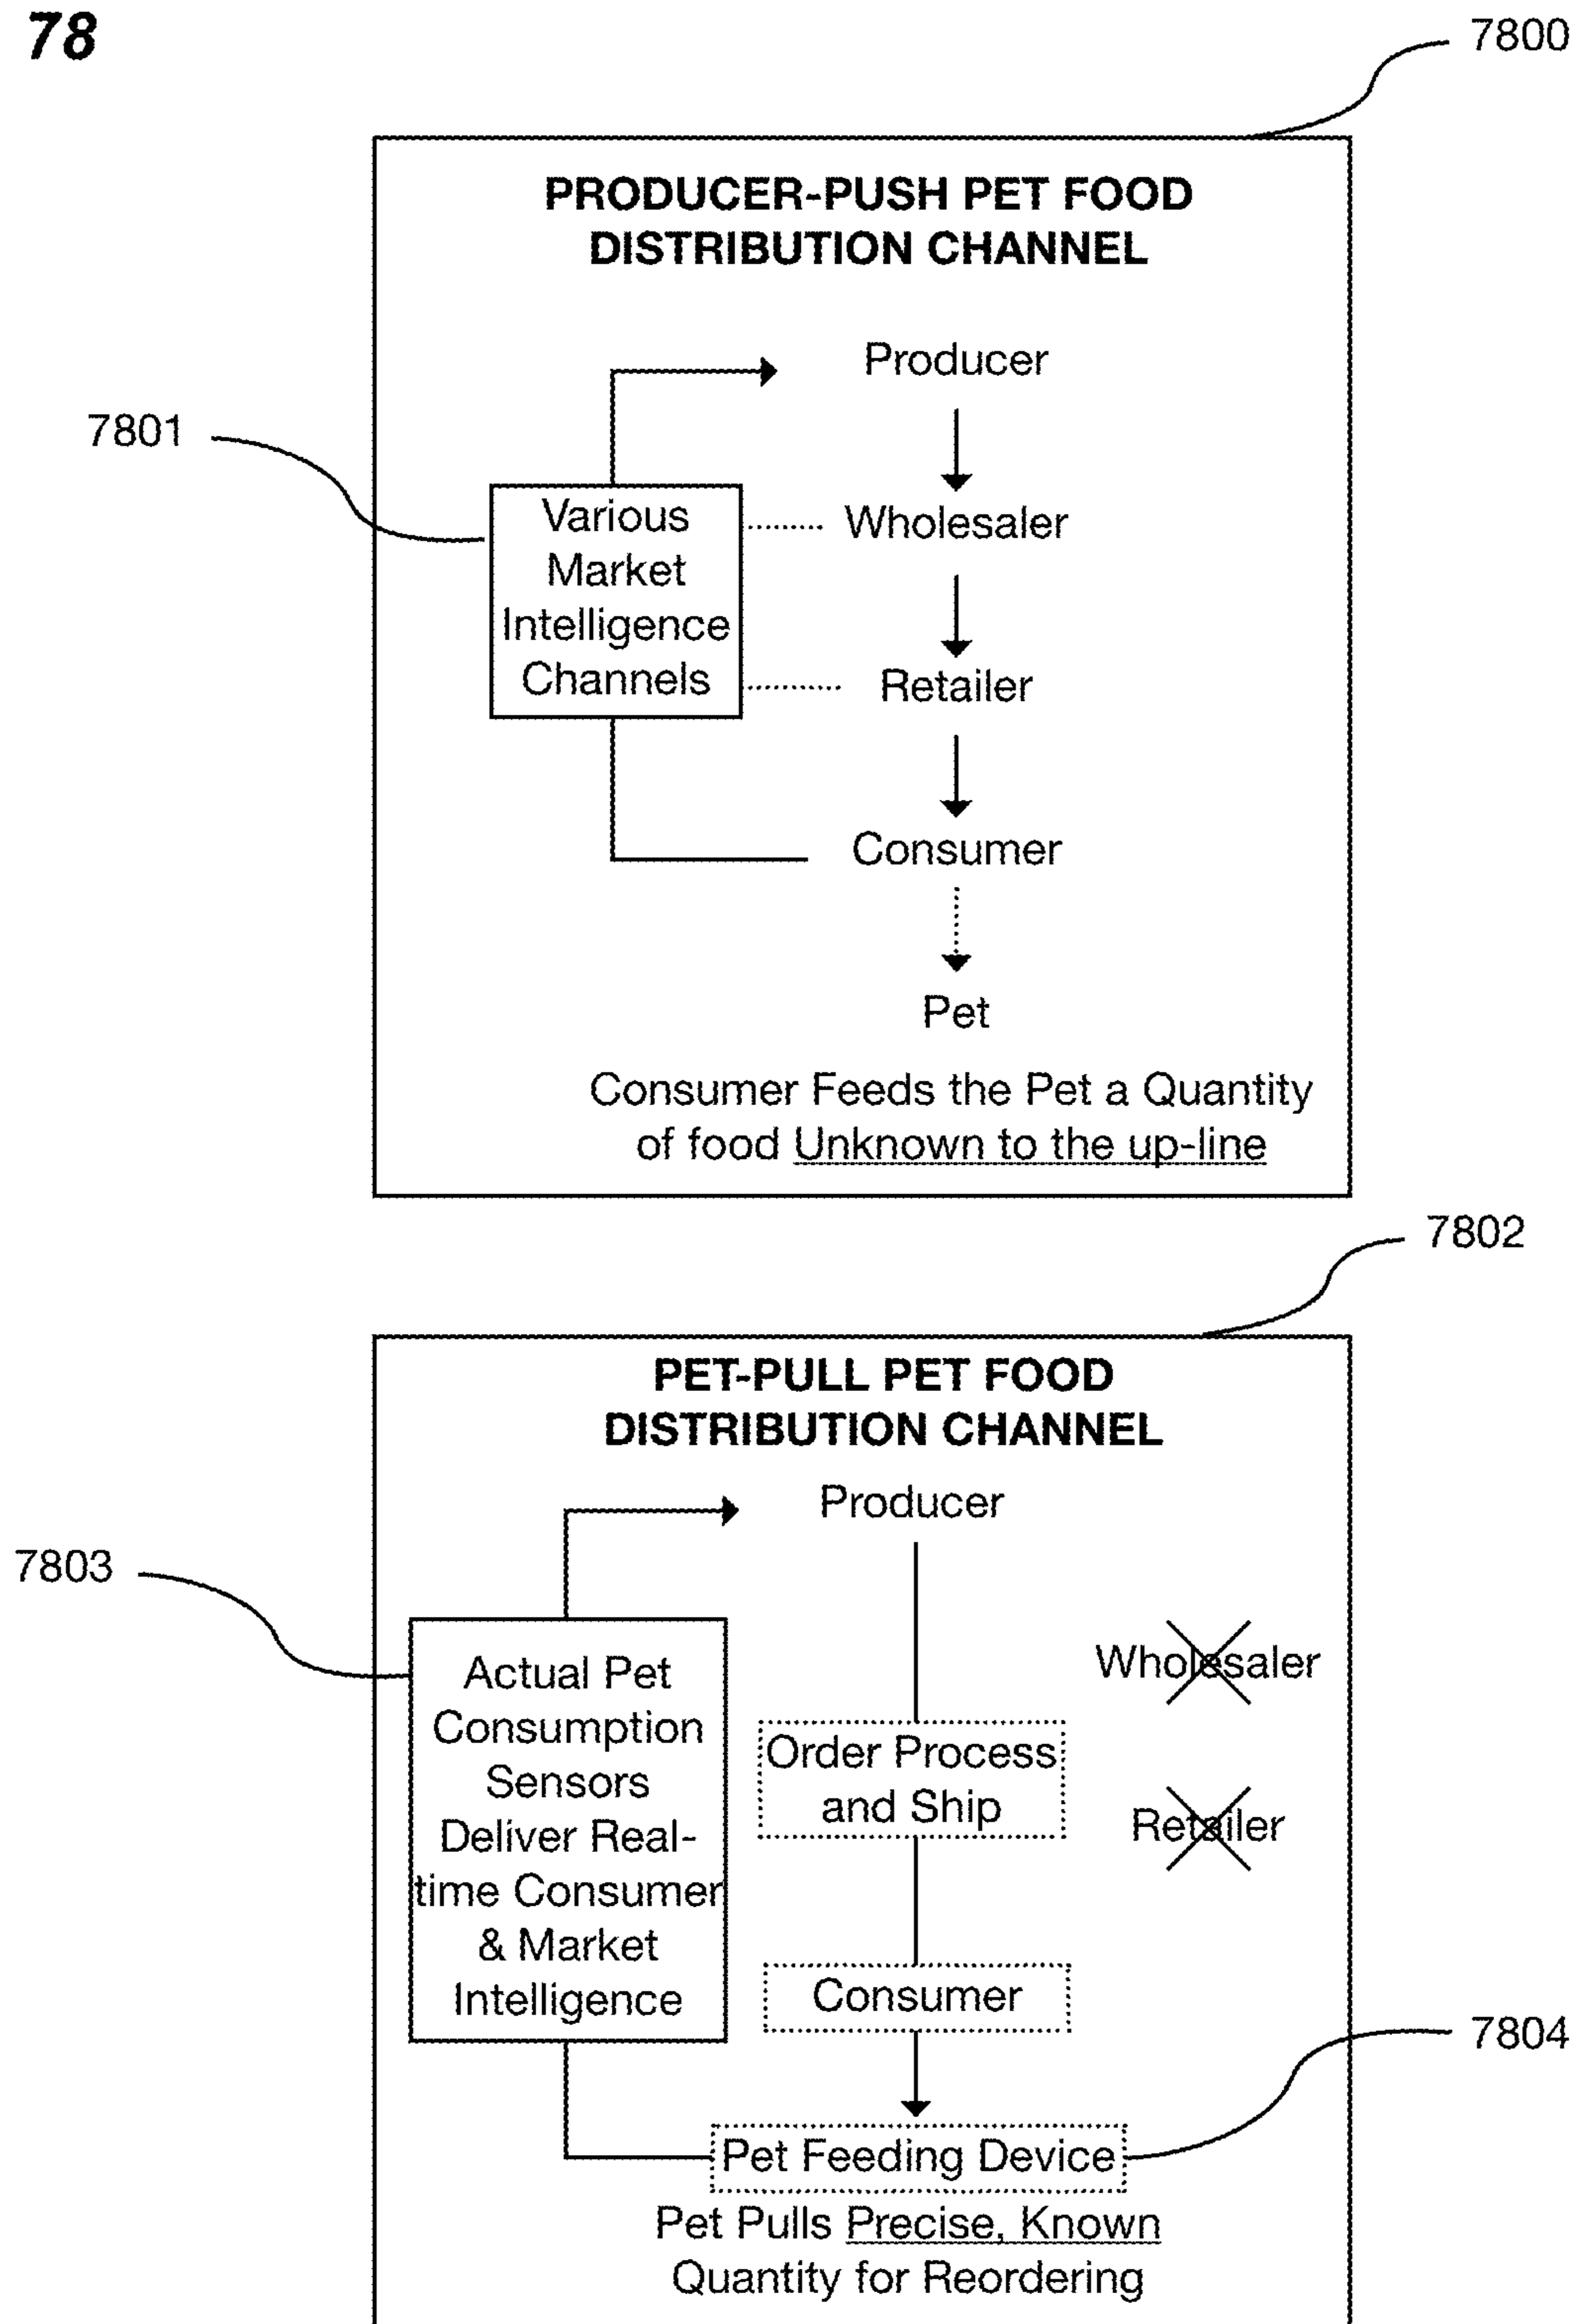 78
7800
PRODUCER-PUSH PET FOOD
DISTRIBUTION CHANNEL
Producer
7801
Various
Market
Intelligence
Channels
Wholesaler
Retailer
Consumer
Pet
Consumer Feeds the Pet a Quantity
of food Unknown to the up-line
7802
PET-PULL PET FOOD
DISTRIBUTION CHANNEL
Producer
7803
Actual Pet
Consumption
Sensors
Deliver Real-
time Consumer
& Market
Intelligence
Wholesaler
Order Process
and Ship
Retailer
Consumer
7804
Pet Feeding Device
Pet Pulls Precise, Known
Quantity for Reordering